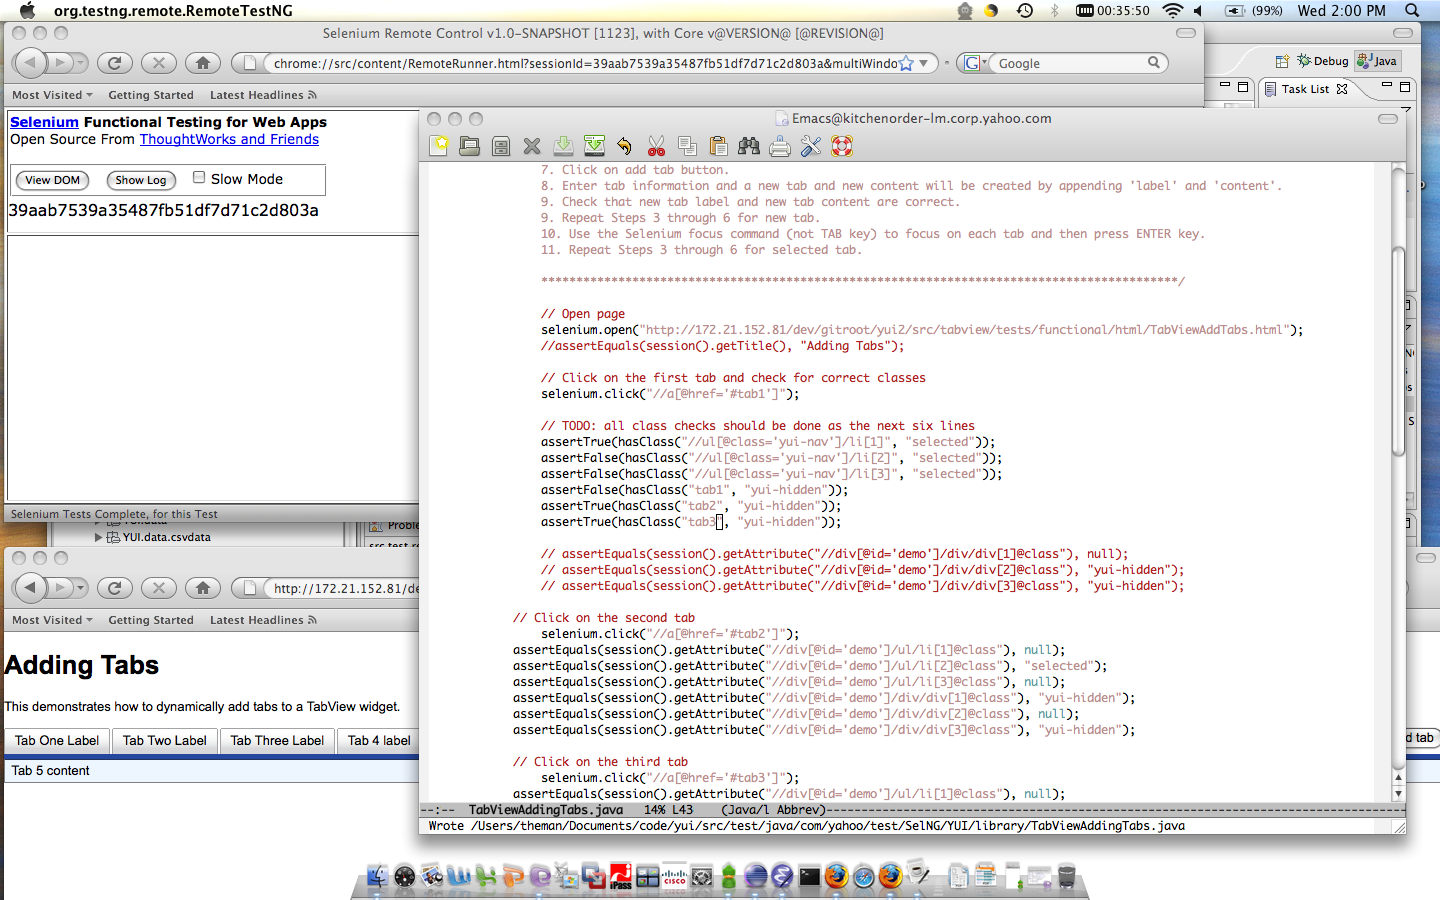 org.testng.remote.RemoteTestNG
00:35:50
(99%)
Wed 2:00 PM
Selenium Remote Control v1.0-SNAPSHOT [1123], with Core v@VERSION@ [@REVISION@]
chrome://src/content/RemoteRunner.html?sessionId=39aab7539a35487fb51df7d71c2d803a&multiWindo
Google
Debug
Java
Most Visited
Getting Started
Latest Headlines
Task List
Selenium Functional Testing for Web Apps
Open Source From ThoughtWorks and Friends
View DOM
Show Log
Slow Mode
39aab7539a35487fb51df7d71c2d803a
Selenium Tests Complete, for this Test
YUI.data.csvdata
Proble
Emacs@kitchenorder-lm.corp.yahoo.com
7. Click on add tab button.
8. Enter tab information and a new tab and new content will be created by appending 'label' and 'content'.
9. Check that new tab label and new tab content are correct.
9. Repeat Steps 3 through 6 for new tab.
10. Use the Selenium focus command (not TAB key) to focus on each tab and then press ENTER key.
11. Repeat Steps 3 through 6 for selected tab.
*******************************************************************************************/
// Open page
selenium.open("http://172.21.152.81/dev/gitroot/yui2/src/tabview/tests/functional/html/TabViewAddTabs.html");
//assertEquals(session().getTitle(), "Adding Tabs");
// Click on the first tab and check for correct classes
selenium.click("//a[@href='#tab1']");
// TODO: all class checks should be done as the next six lines
assertTrue(hasClass("//ul[@class='yui-nav']/li[1]", "selected"));
assertFalse(hasClass("//ul[@class='yui-nav']/li[2]", "selected"));
assertFalse(hasClass("//ul[@class='yui-nav']/li[3]", "selected"));
assertFalse(hasClass("tab1", "yui-hidden"));
assertTrue(hasClass("tab2", "yui-hidden"));
assertTrue(hasClass("tab3", "yui-hidden"));
// assertEquals(session().getAttribute("//div[@id='demo']/div/div[1]@class"), null);
// assertEquals(session().getAttribute("//div[@id='demo']/div/div[2]@class"), "yui-hidden");
// assertEquals(session().getAttribute("//div[@id='demo']/div/div[3]@class"), "yui-hidden");
// Click on the second tab
selenium.click("//a[@href='#tab2']");
assertEquals(session().getAttribute("//div[@id='demo']/ul/li[1]@class"), null);
assertEquals(session().getAttribute("//div[@id='demo']/ul/li[2]@class"), "selected");
assertEquals(session().getAttribute("//div[@id='demo']/ul/li[3]@class"), null);
assertEquals(session().getAttribute("//div[@id='demo']/div/div[1]@class"), "yui-hidden");
assertEquals(session().getAttribute("//div[@id='demo']/div/div[2]@class"), null);
assertEquals(session().getAttribute("//div[@id='demo']/div/div[3]@class"), "yui-hidden");
// Click on the third tab
selenium.click("//a[@href='#tab3']");
assertEquals(session().getAttribute("//div[@id='demo']/ul/li[1]@class"), null);
--:-- TabViewAddingTabs.java 14% L43 (Java/l Abbrev)
Wrote /Users/theman/Documents/code/yui/src/test/java/com/yahoo/test/SelNG/YUI/library/TabViewAddingTabs.java
http://172.21.152.81/de
Most Visited
Getting Started
Latest Headlines
Adding Tabs
This demonstrates how to dynamically add tabs to a TabView widget.
Tab One Label
Tab Two Label
Tab Three Label
Tab 4 label
d tab
Tab 5 content
iPass
CISCO